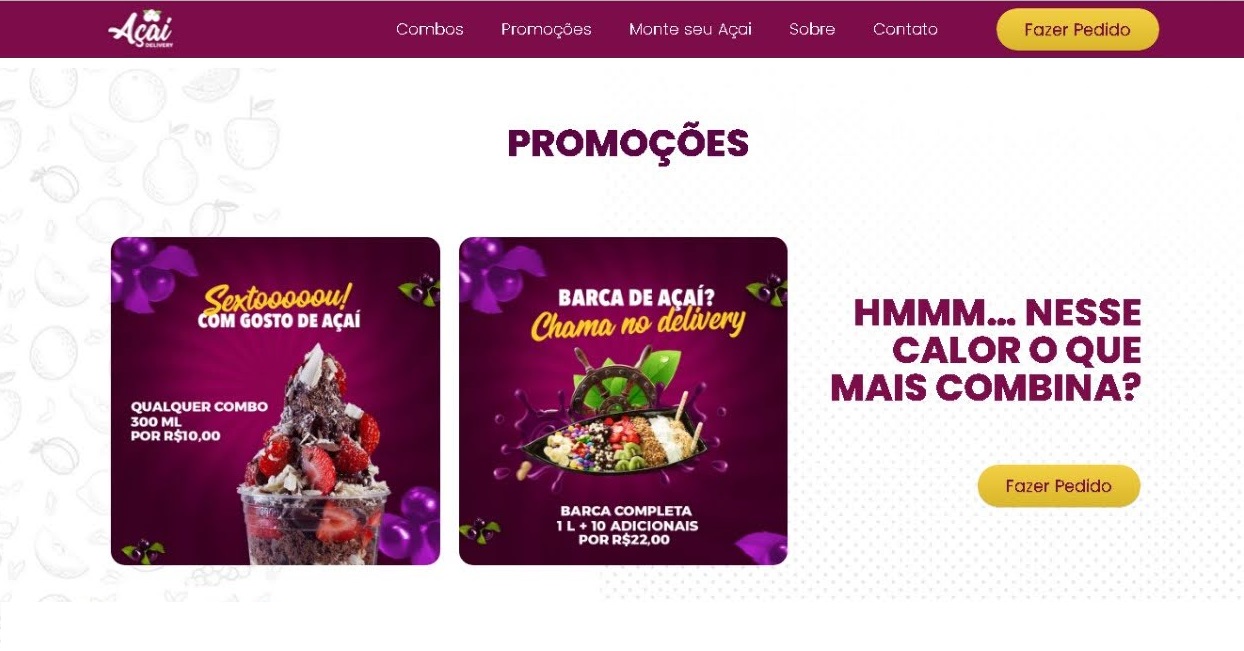 Açaí
DELIVERY
Combos
Promoções
Monte seu Açai
Sobre
Contato
Fazer Pedido
PROMOÇÕES
Sextooooou!
COM GOSTO DE AÇAÍ
QUALQUER COMBO
300 ML
POR R$10,00
BARCA DE AÇAÍ?
Chama no delivery
BARCA COMPLETA
1 L + 10 ADICIONAIS
POR R$22,00
HMMM... NESSE
CALOR O QUE
MAIS COMBINA?
Fazer Pedido